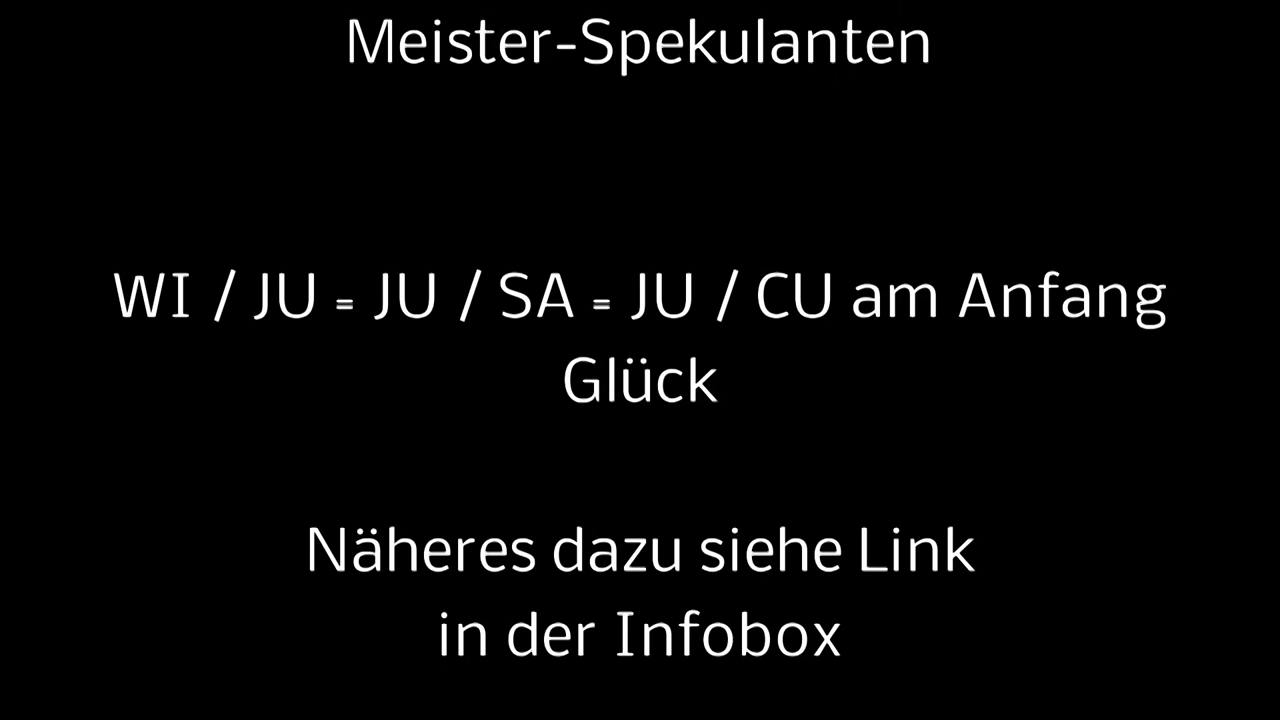 Meister-Spekulanten
WI / JU = JU / SA = JU / CU am Anfang
Glück
Näheres dazu siehe Link
in der Infobox